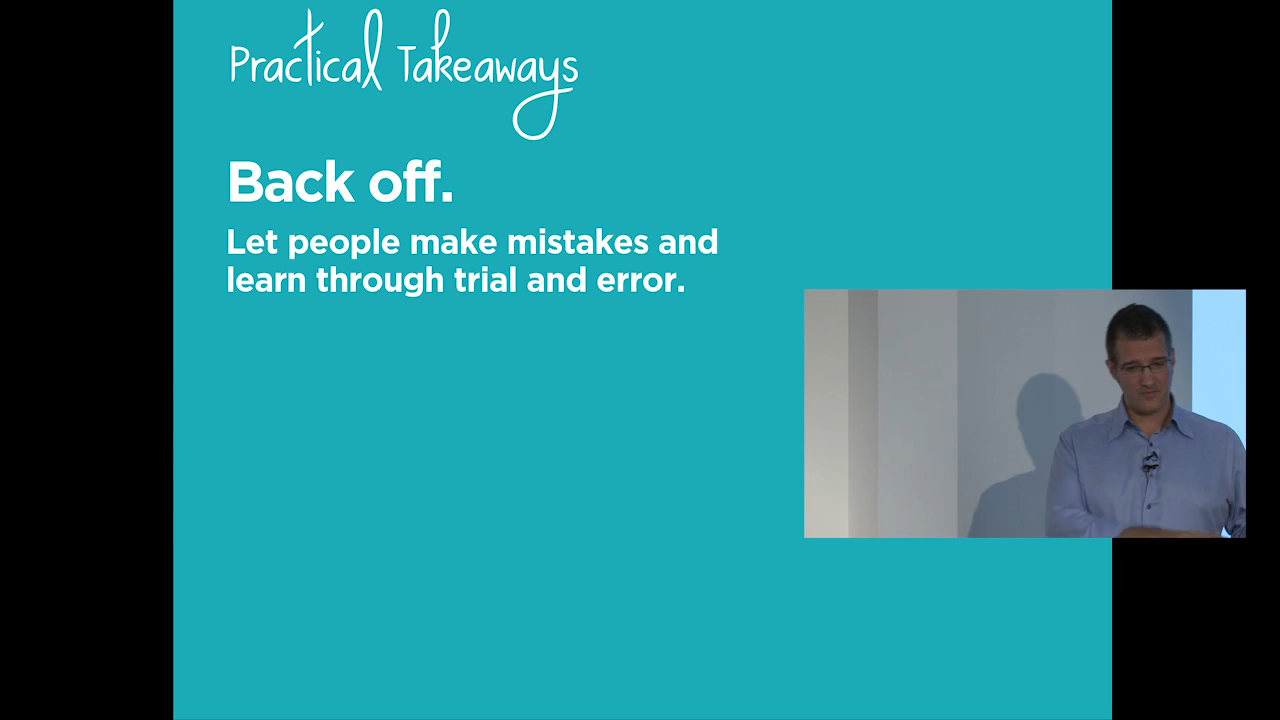 Practical Takeaways
Back off.
Let people make mistakes and
learn through trial and error.